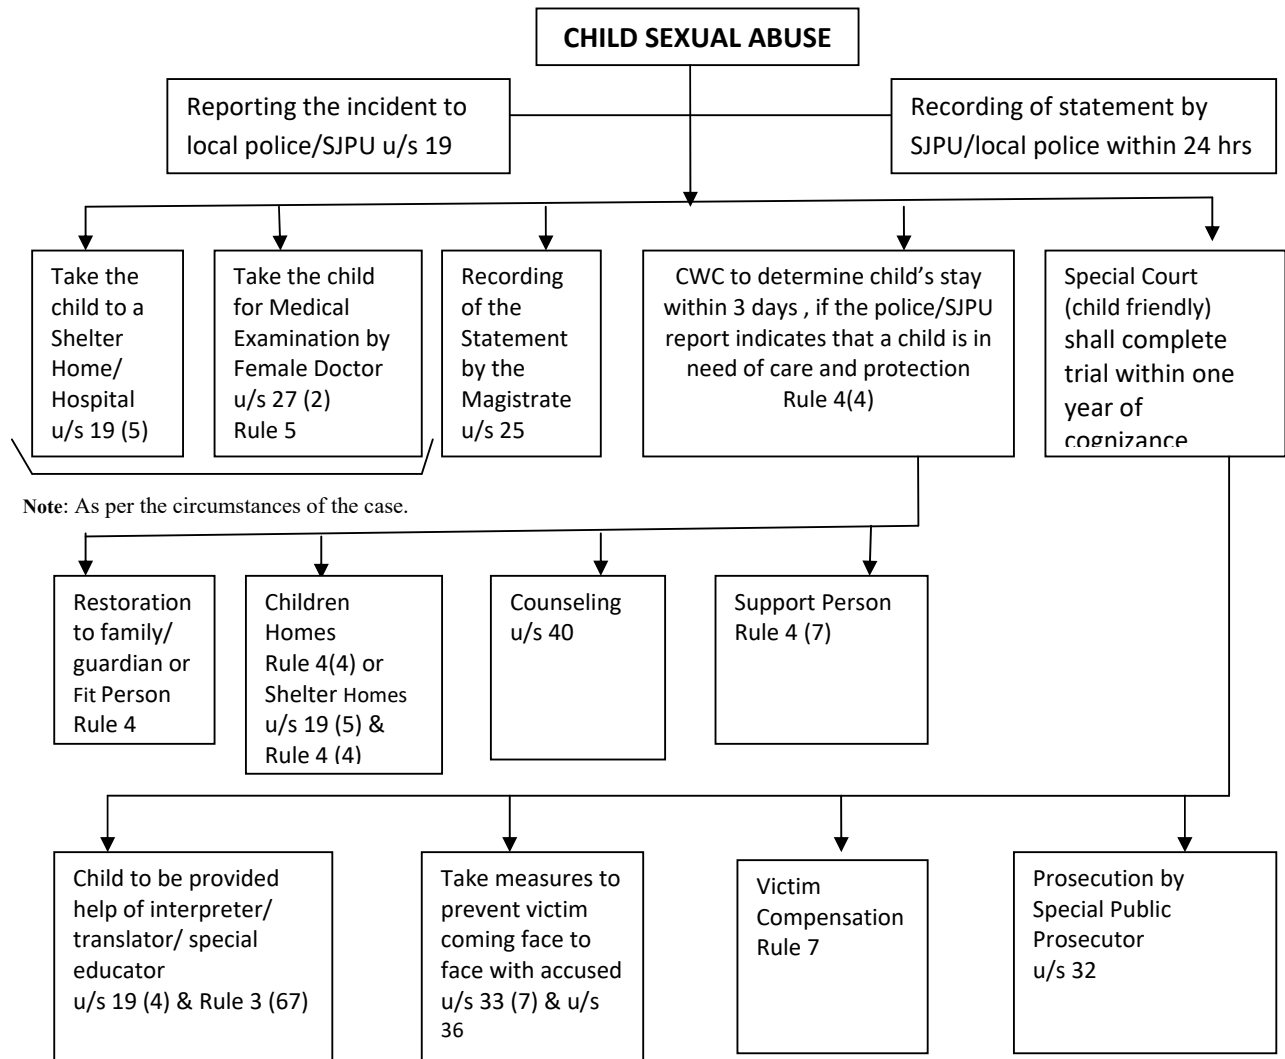 CHILD SEXUAL ABUSE
Reporting the incident to
local police/SJPU u/s 19
Recording of statement by
SJPU/local police within 24 hrs
Take the
child to a
Shelter
Home/
Hospital
u/s 19 (5)
Take the child
for Medical
Examination by
Female Doctor
u/s 27 (2)
Rule 5
Recording
of the
Statement
by the
Magistrate
u/s 25
CWC to determine child’s stay
within 3 days , if the police/SJPU
report indicates that a child is in
need of care and protection
Rule 4(4)
Special Court
(child friendly)
shall complete
trial within one
year of
cognizance
Note: As per the circumstances of the case.
Restoration
to family/
guardian or
Fit Person
Rule 4
Children
Homes
Rule 4(4) or
Shelter Homes
u/s 19 (5) &
Rule 4 (4)
Counseling
u/s 40
Support Person
Rule 4 (7)
Child to be provided
help of interpreter/
translator/ special
educator
u/s 19 (4) & Rule 3 (67)
Take measures to
prevent victim
coming face to
face with accused
u/s 33 (7) & u/s
36
Victim
Compensation
Rule 7
Prosecution by
Special Public
Prosecutor
u/s 32